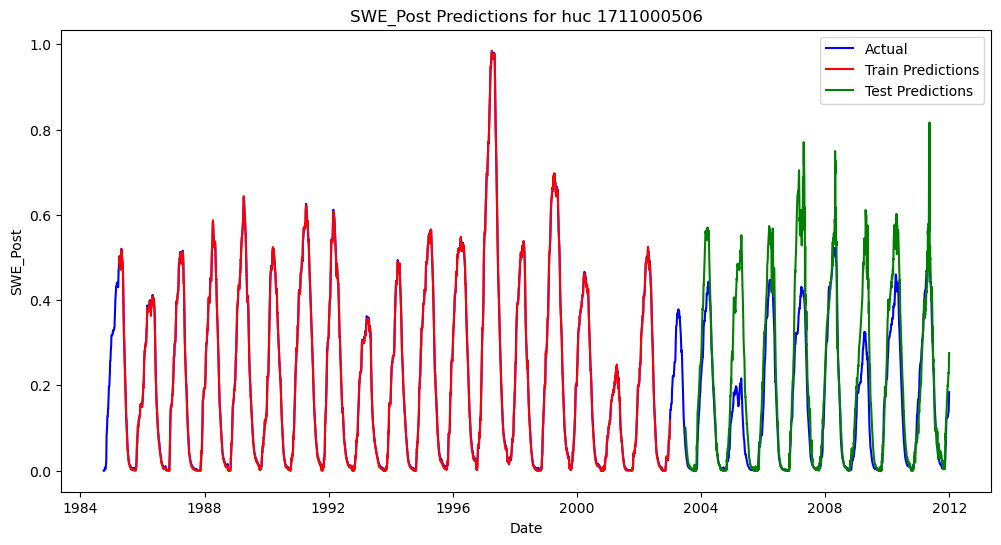 SWE_Post Predictions for huc 1711000506
Actual
Train Predictions
Test Predictions
SWE_Post
1.0
0.8
0.6
0.4
0.2
0.0
1984 1988 1992 1996 2000 2004 2008 2012
Date